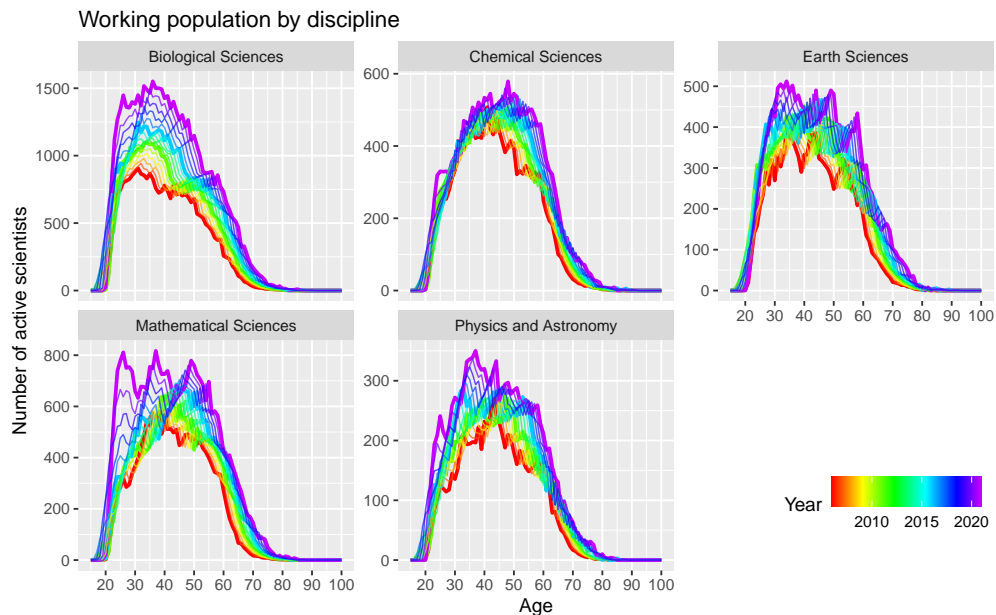 Working population by discipline
Biological Sciences
Chemical Sciences
Earth Sciences
1500
1000
500
0
600
400
200
0
500
400
300
200
100
0
20 30 40 50 60 70 80 90 100
Mathematical Sciences
Physics and Astronomy
800
600
400
200
0
300
200
100
0
20 30 40 50 60 70 80 90 100
20 30 40 50 60 70 80 90 100
Number of active scientists
Age
Year
2010 2015 2020